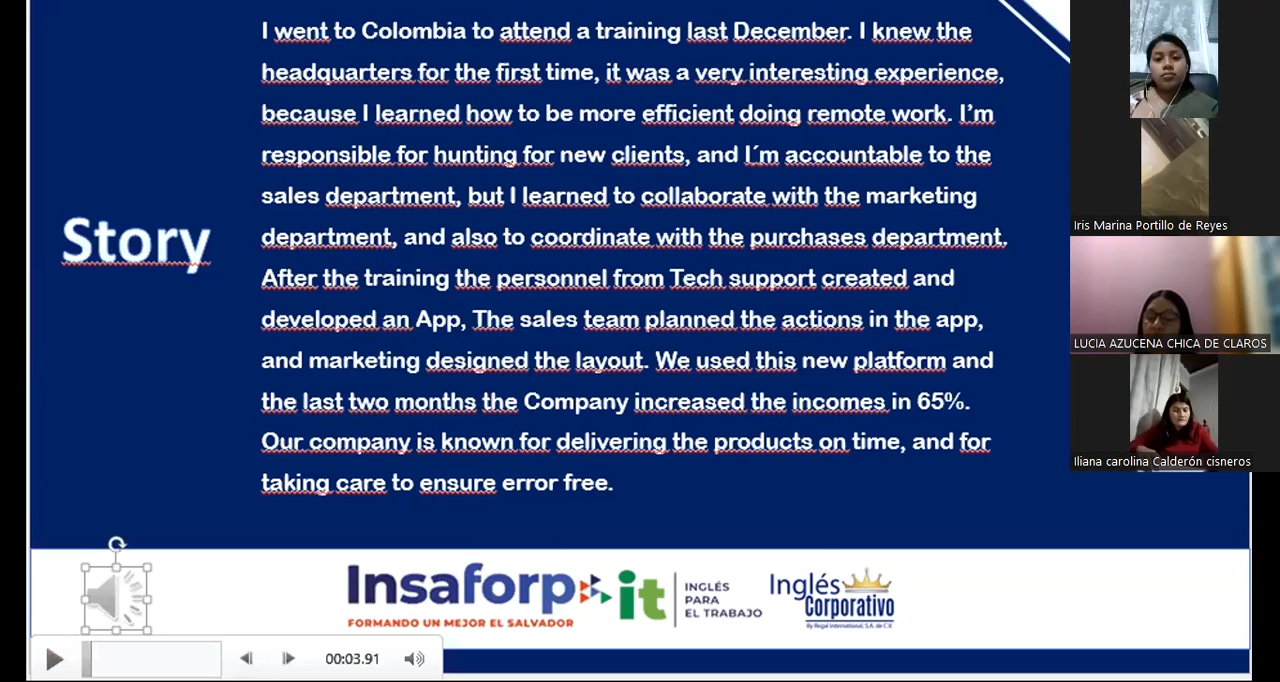 I went to Colombia to attend a training last December. I knew the
headquarters for the first time, it was a very interesting experience,
because I learned how to be more efficient doing remote work. I'm
responsible for hunting for new clients, and I´m accountable to the
sales department, but I learned to collaborate with the marketing
department, and also to coordinate with the purchases department.
After the training the personnel from Tech support created and
developed an App, The sales team planned the actions in the app,
and marketing designed the layout. We used this new platform and
the last two months the Company increased the incomes in 65%.
Our company is known for delivering the products on time, and for
taking care to ensure error free.
Story
Iris Marina Portillo de Reyes
LUCIA AZUCENA CHICA DE CLAROS
Iliana carolina Calderón cisneros
Insaforp
FORMANDO UN MEJOR EL SALVADOR
it
INGLÉS
PARA
EL TRABAJO
Inglés
Corporativo
By Regal International, S.A. de C.V.
00:03.91